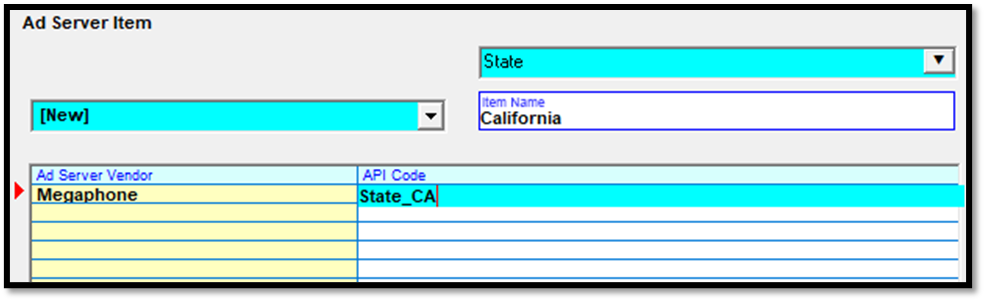 Ad Server Item
State
[New]
Item Name
California
Ad Server Vendor API Code
Megaphone State_CA